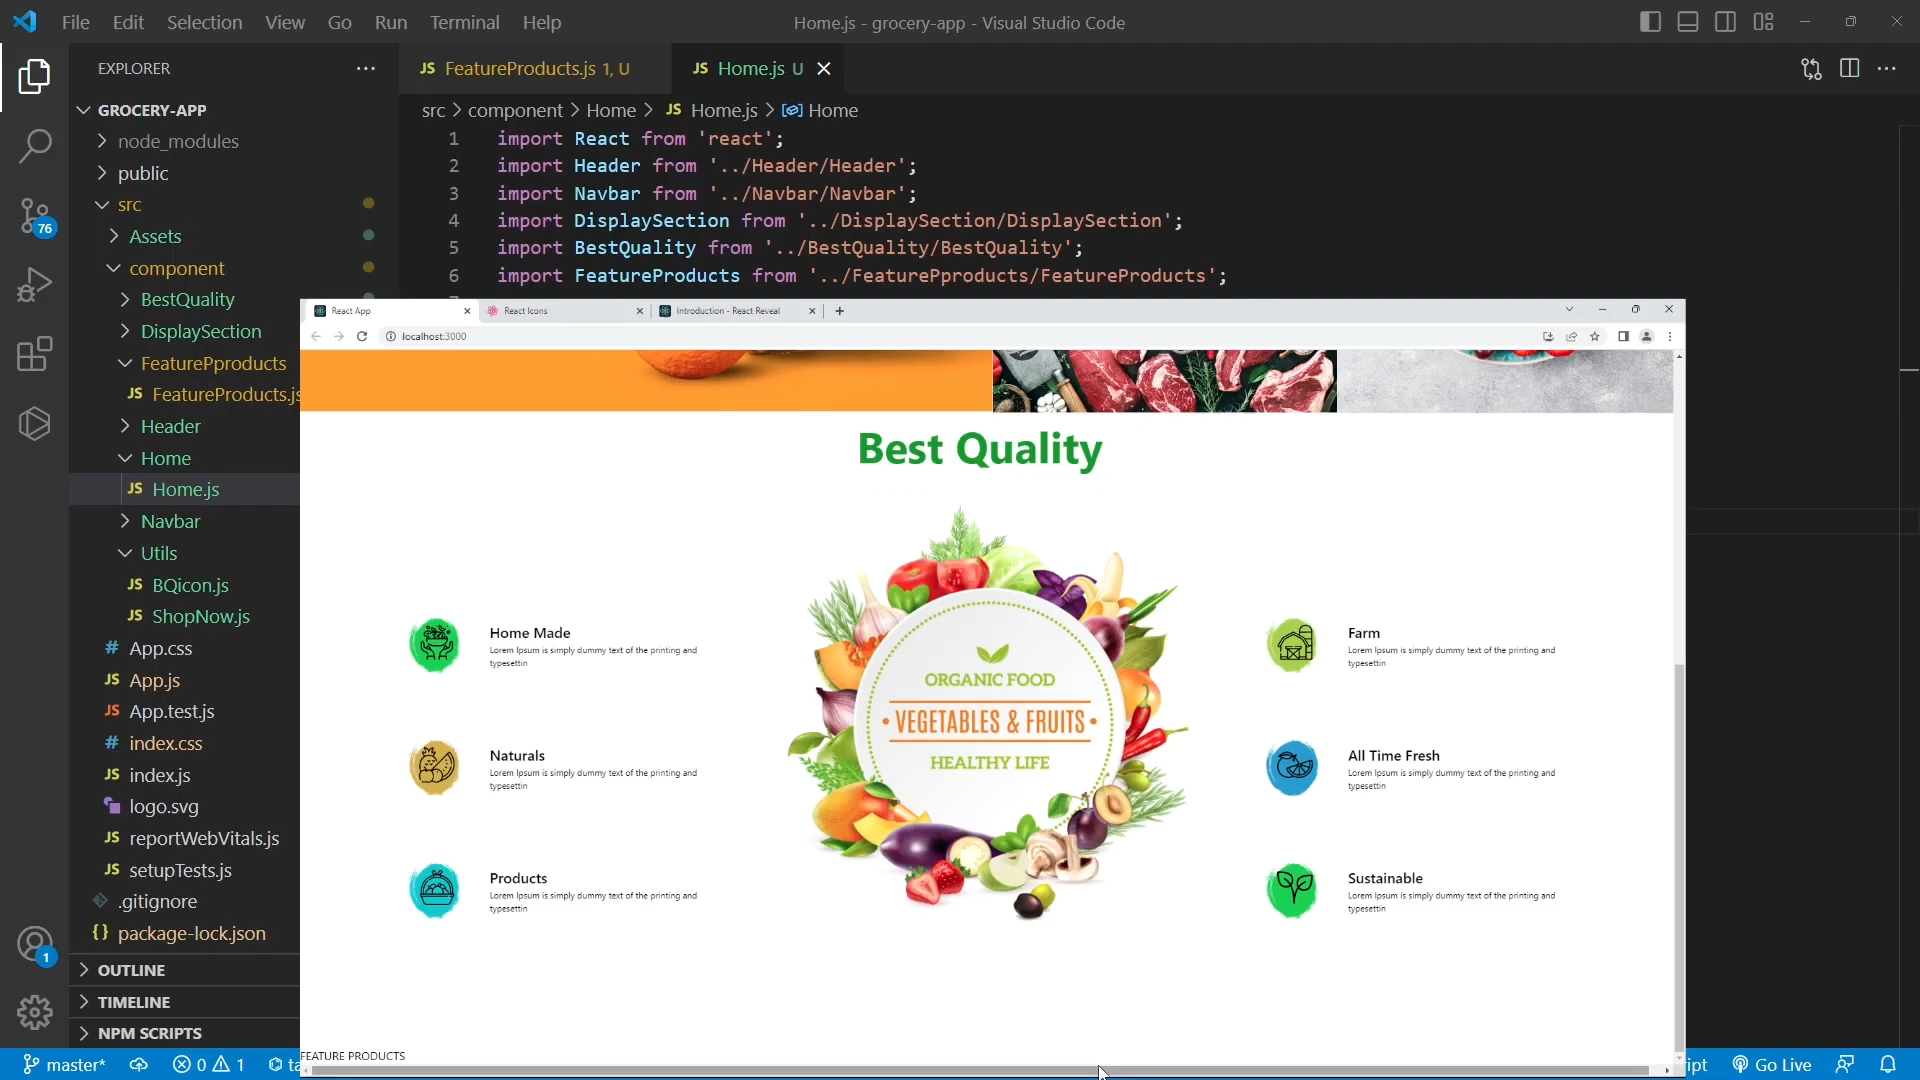 File Edit Selection View Go Run Terminal Help
Home.js - grocery-app - Visual Studio Code
EXPLORER
JS FeatureProducts.js 1, U
JS Home.js U
GROCERY-APP
src > component > Home > JS Home.js > Home
node_modules
public
src
Assets
component
BestQuality
DisplaySection
FeaturePproducts
JS FeatureProducts.js
Header
Home
JS Home.js
Navbar
Utils
JS BQicon.js
JS ShopNow.js
# App.css
JS App.js
JS App.test.js
# index.css
JS index.js
logo.svg
JS reportWebVitals.js
JS setupTests.js
.gitignore
{} package-lock.json
OUTLINE
TIMELINE
NPM SCRIPTS
76
1
1 import React from 'react';
2 import Header from '../Header/Header';
3 import Navbar from '../Navbar/Navbar';
4 import DisplaySection from '../DisplaySection/DisplaySection';
5 import BestQuality from '../BestQuality/BestQuality';
6 import FeatureProducts from '../FeaturePproducts/FeatureProducts';
React App
React Icons
Introduction - React Reveal
localhost:3000
Best Quality
Home Made
Lorem Ipsum is simply dummy text of the printing and
typesettin
Naturals
Lorem Ipsum is simply dummy text of the printing and
typesettin
Products
Lorem Ipsum is simply dummy text of the printing and
typesettin
ORGANIC FOOD
• VEGETABLES & FRUITS •
HEALTHY LIFE
Farm
Lorem Ipsum is simply dummy text of the printing and
typesettin
All Time Fresh
Lorem Ipsum is simply dummy text of the printing and
typesettin
Sustainable
Lorem Ipsum is simply dummy text of the printing and
typesettin
FEATURE PRODUCTS
master* 0 1 Go Live